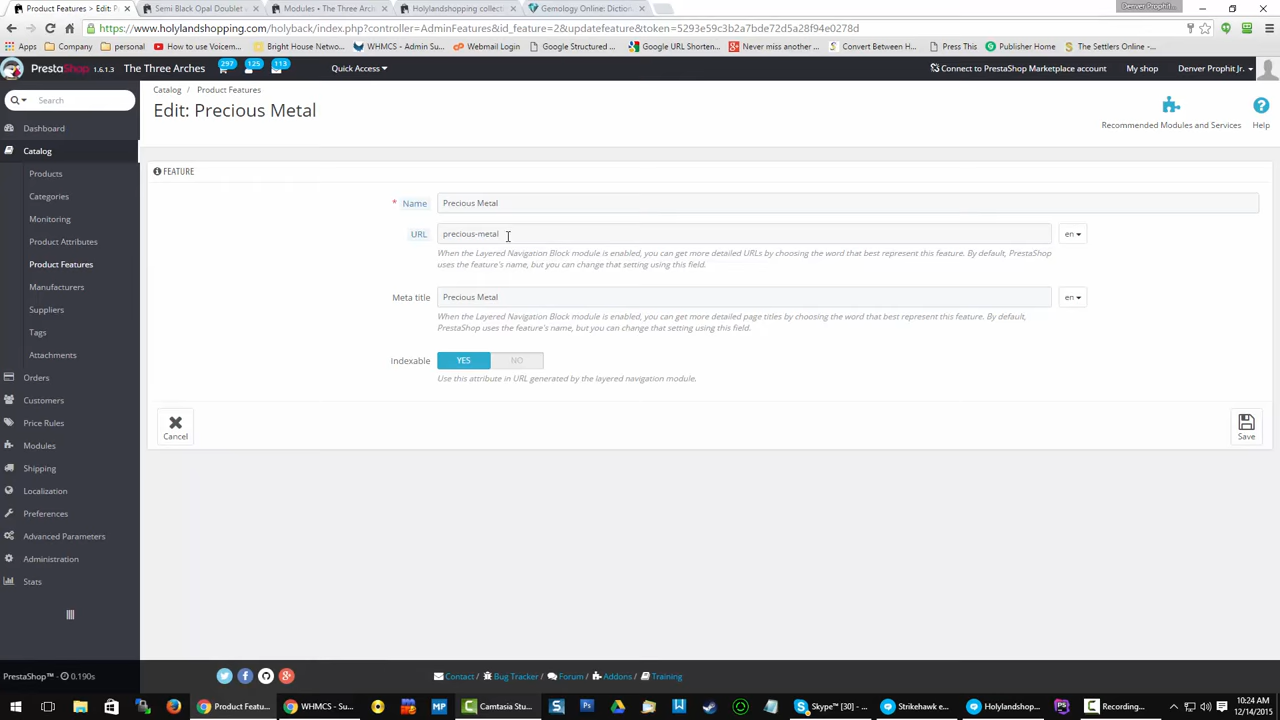 Product Features > Edit: P
Semi Black Opal Doublet v
Modules • The Three Arch
Holylandshopping collecti
Gemology Online: Diction
Denver Prophit Jr.
https://www.holylandshopping.com/holyback/index.php?controller=AdminFeatures&id_feature=2&updatefeature&token=5293e59c3b2a7bde72d5a28f94e0278d
Apps
Company
personal
How to use Voicem...
Bright House Networ...
WHMCS - Admin Su...
Webmail Login
Google Structured ...
Google URL Shorten...
Never miss another ...
Convert Between H...
Press This
Publisher Home
The Settlers Online -...
PrestaShop 1.6.1.3
The Three Arches
297
125
113
Quick Access
Connect to PrestaShop Marketplace account
My shop
Denver Prophit Jr.
Search
Catalog / Product Features
Edit: Precious Metal
Recommended Modules and Services
Help
Dashboard
Catalog
Products
Categories
Monitoring
Product Attributes
Product Features
Manufacturers
Suppliers
Tags
Attachments
Orders
Customers
Price Rules
Modules
Shipping
Localization
Preferences
Advanced Parameters
Administration
Stats
FEATURE
* Name
Precious Metal
URL
precious-metal
en
When the Layered Navigation Block module is enabled, you can get more detailed URLs by choosing the word that best represent this feature. By default, PrestaShop
uses the feature's name, but you can change that setting using this field.
Meta title
Precious Metal
en
When the Layered Navigation Block module is enabled, you can get more detailed page titles by choosing the word that best represent this feature. By default,
PrestaShop uses the feature's name, but you can change that setting using this field.
Indexable
YES
NO
Use this attribute in URL generated by the layered navigation module.
Cancel
Save
PrestaShop™ - 0.190s
Contact / Bug Tracker / Forum / Addons / Training
Product Featu...
WHMCS - Su...
MP
Camtasia Stu...
Skype™ [30] - ...
Strikehawk e...
Holylandshop...
Recording...
10:24 AM
12/14/2015